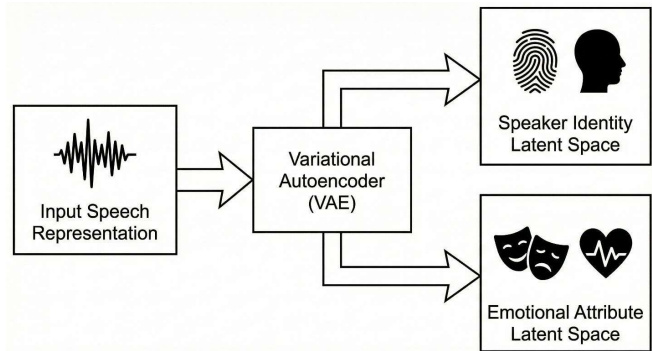 Input Speech
Representation
Variational
Autoencoder
(VAE)
Speaker Identity
Latent Space
Emotional Attribute
Latent Space